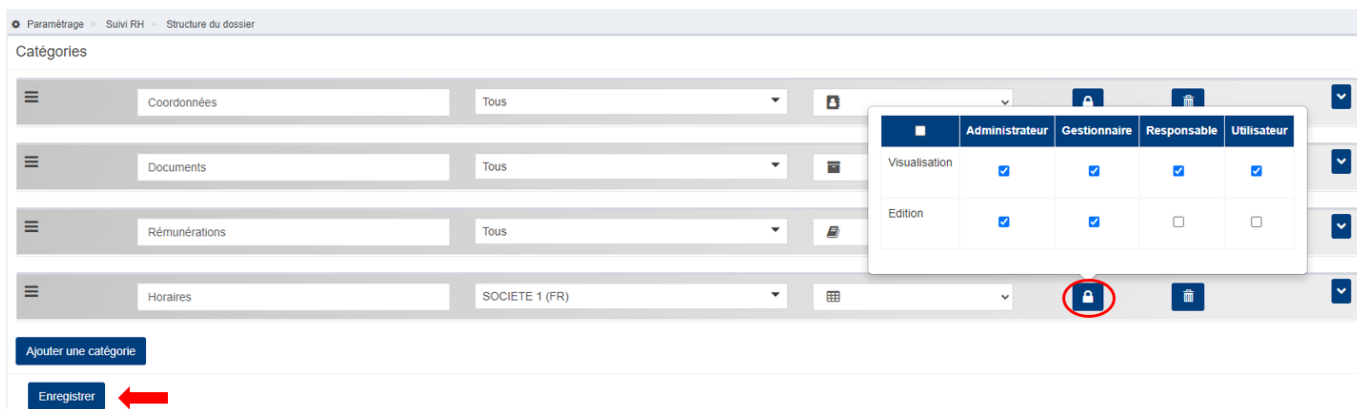 Paramètrage > Suivi RH > Structure du dossier
Catégories
Coordonnées Tous
Administrateur Gestionnaire Responsable Utilisateur
Visualisation
Documents Tous
Edition
Rémunérations Tous
Horaires SOCIETE 1 (FR)
Ajouter une catégorie
Enregistrer